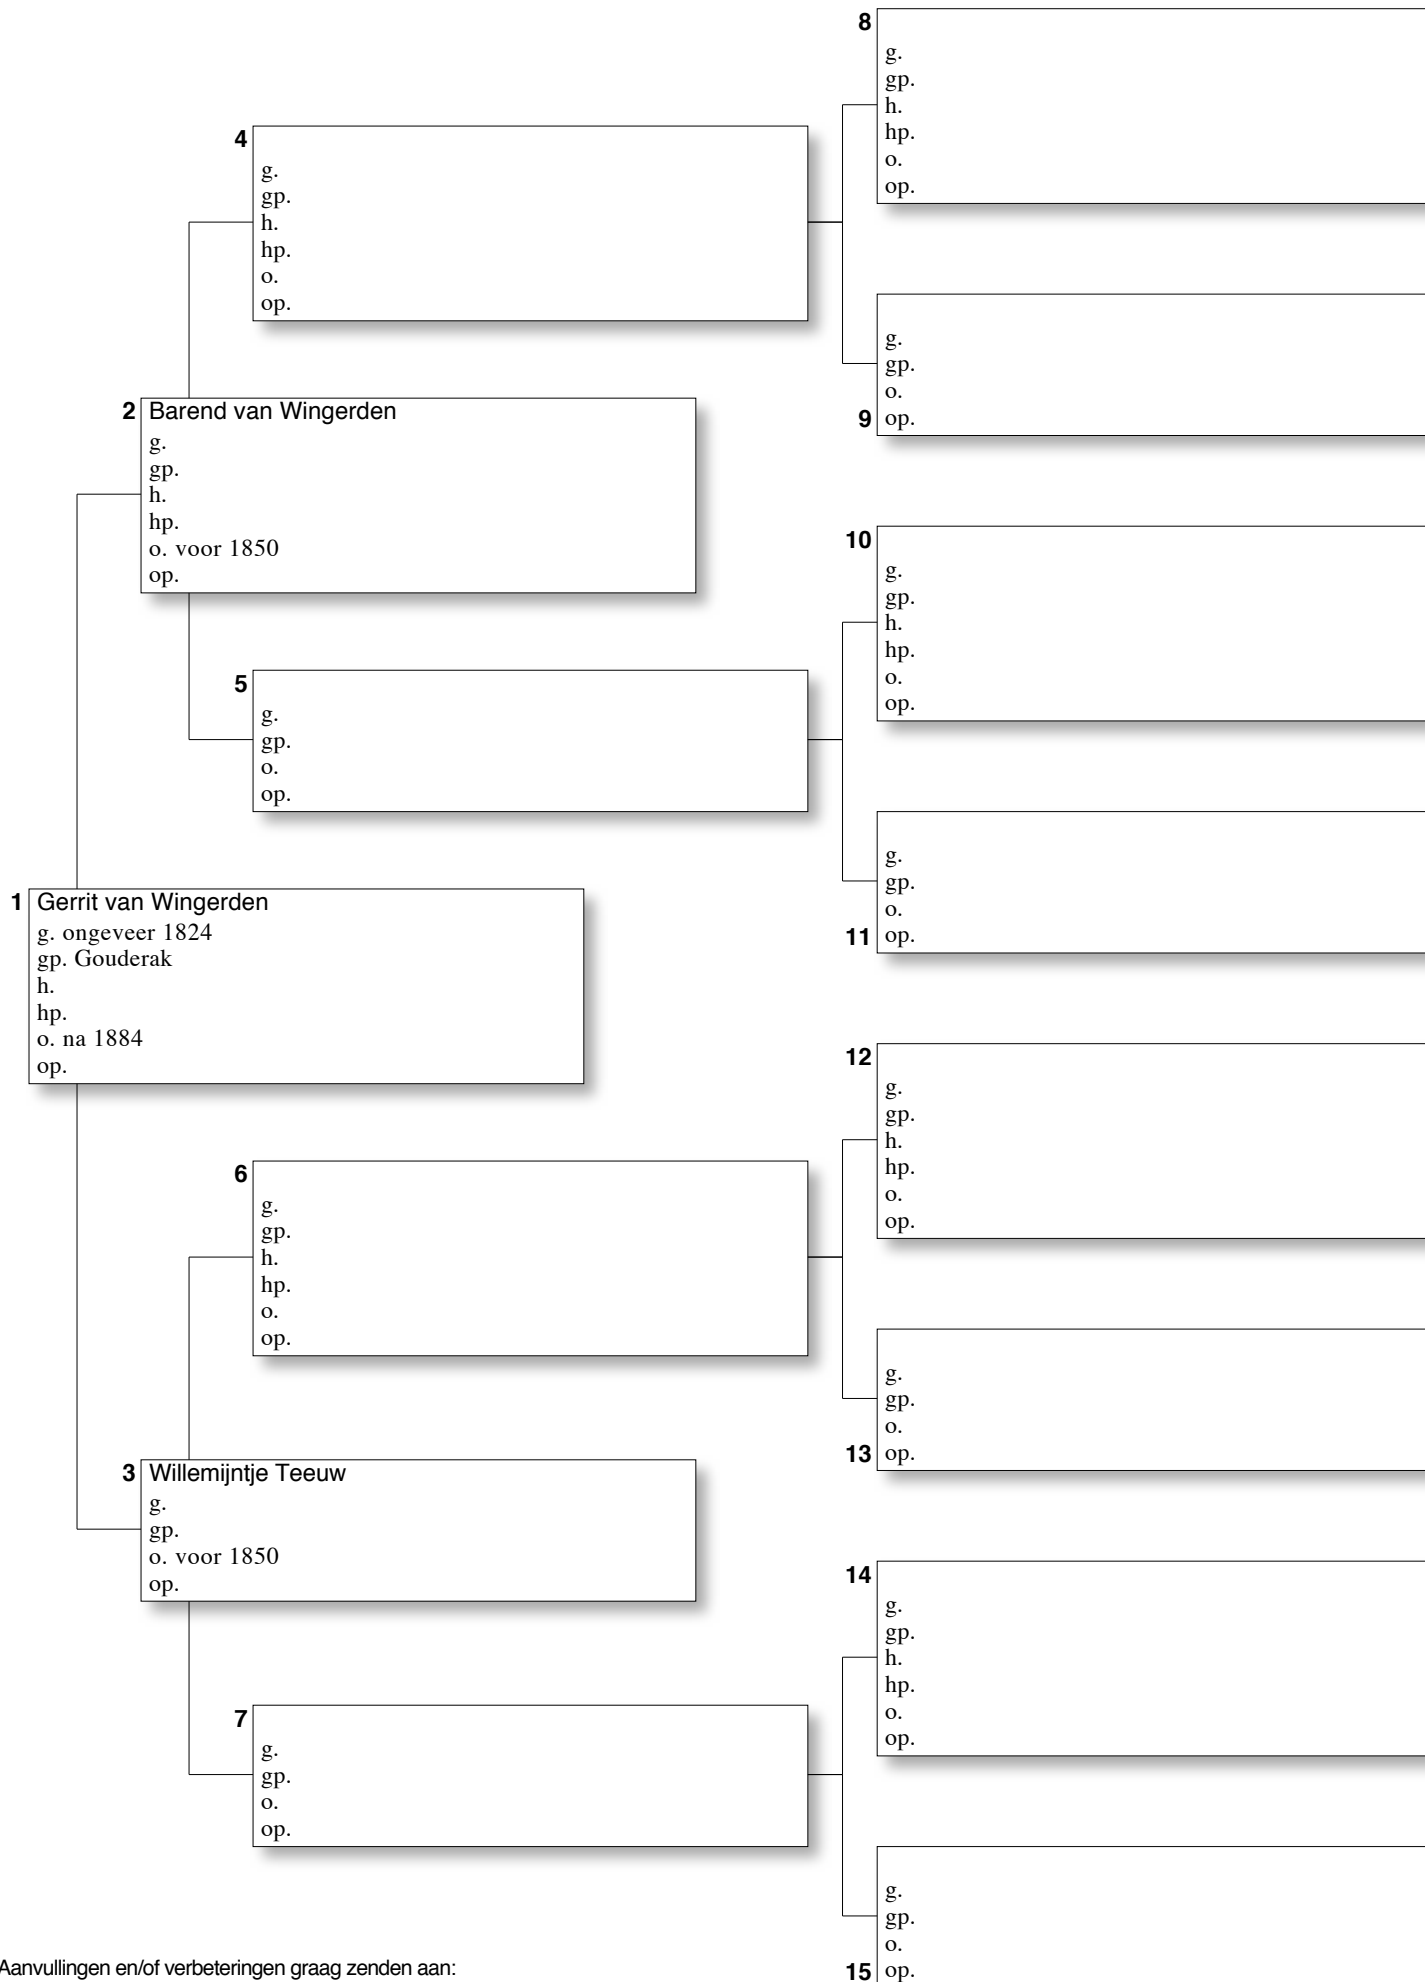 8
g.
gp.
h.
hp.
o.
op.
4
g.
gp.
h.
hp.
o.
op.
g.
gp.
o.
9 op.
2 Barend van Wingerden
g.
gp.
h.
hp.
o. voor 1850
op.
10
g.
gp.
h.
hp.
o.
op.
5
g.
gp.
o.
op.
g.
gp.
o.
11 op.
1 Gerrit van Wingerden
g. ongeveer 1824
gp. Gouderak
h.
hp.
o. na 1884
op.
12
g.
gp.
h.
hp.
o.
op.
6
g.
gp.
h.
hp.
o.
op.
g.
gp.
o.
13 op.
3 Willemijntje Teeuw
g.
gp.
o. voor 1850
op.
14
g.
gp.
h.
hp.
o.
op.
7
g.
gp.
o.
op.
g.
gp.
o.
15 op.
Aanvullingen en/of verbeteringen graag zenden aan: